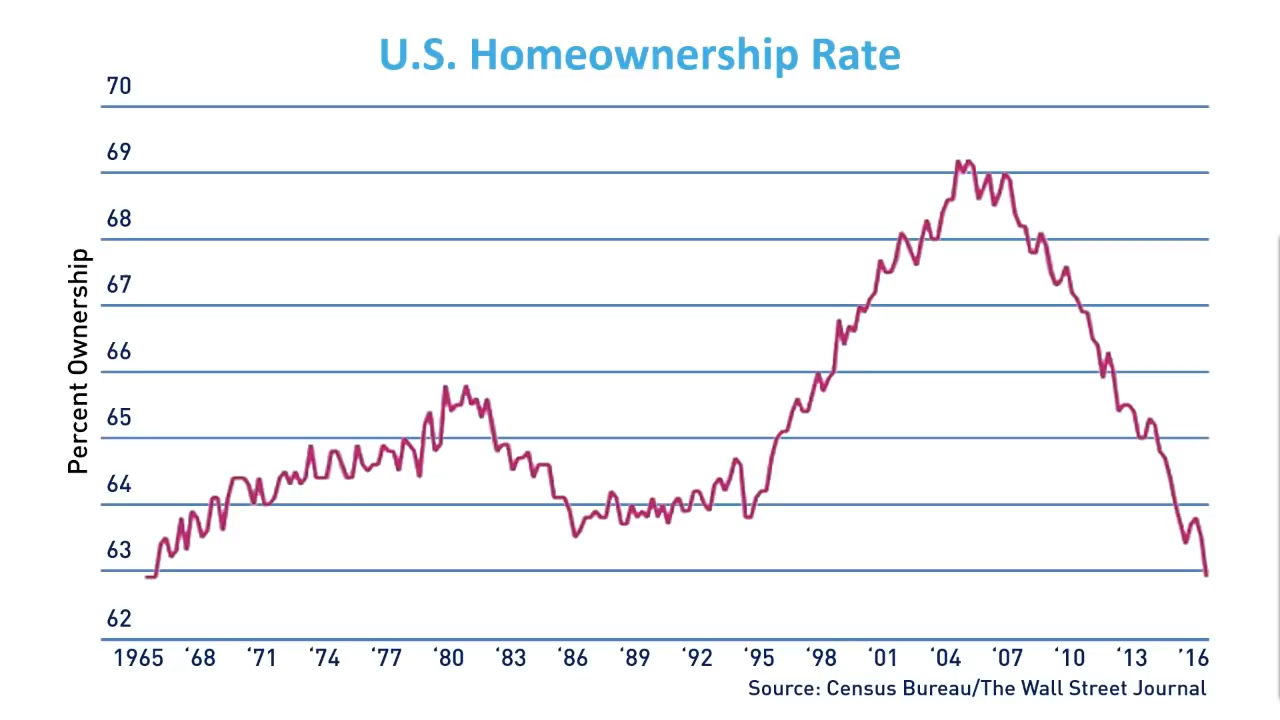 U.S. Homeownership Rate
70
69
68
67
66
65
64
63
62
Percent Ownership
1965 ‘68 ‘71 ‘74 ‘77 ‘80 ‘83 ‘86 ‘89 ‘92 ‘95 ‘98 ‘01 ‘04 ‘07 ‘10 ‘13 ‘16
Source: Census Bureau/The Wall Street Journal